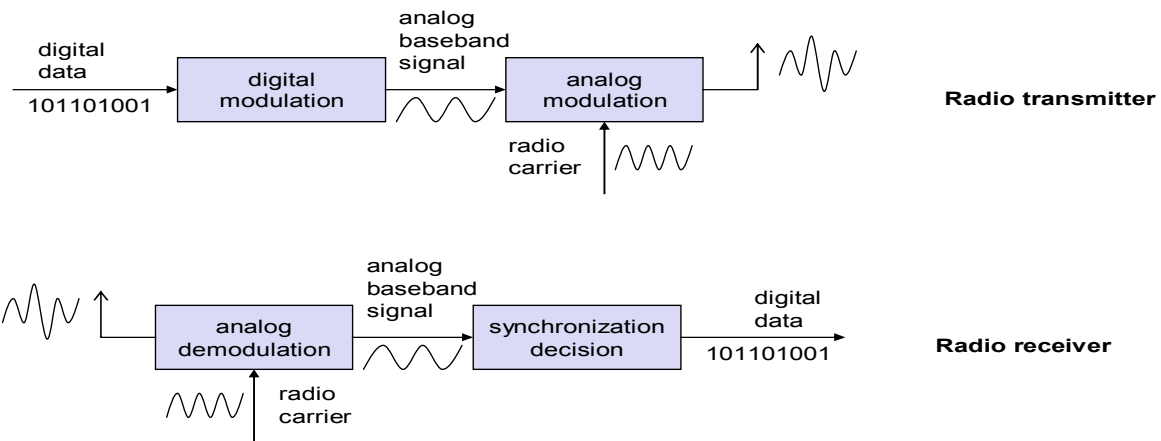 digital
data
101101001
digital
modulation
analog
baseband
signal
analog
modulation
radio
carrier
Radio transmitter
analog
demodulation
radio
carrier
analog
baseband
signal
synchronization
decision
digital
data
101101001
Radio receiver